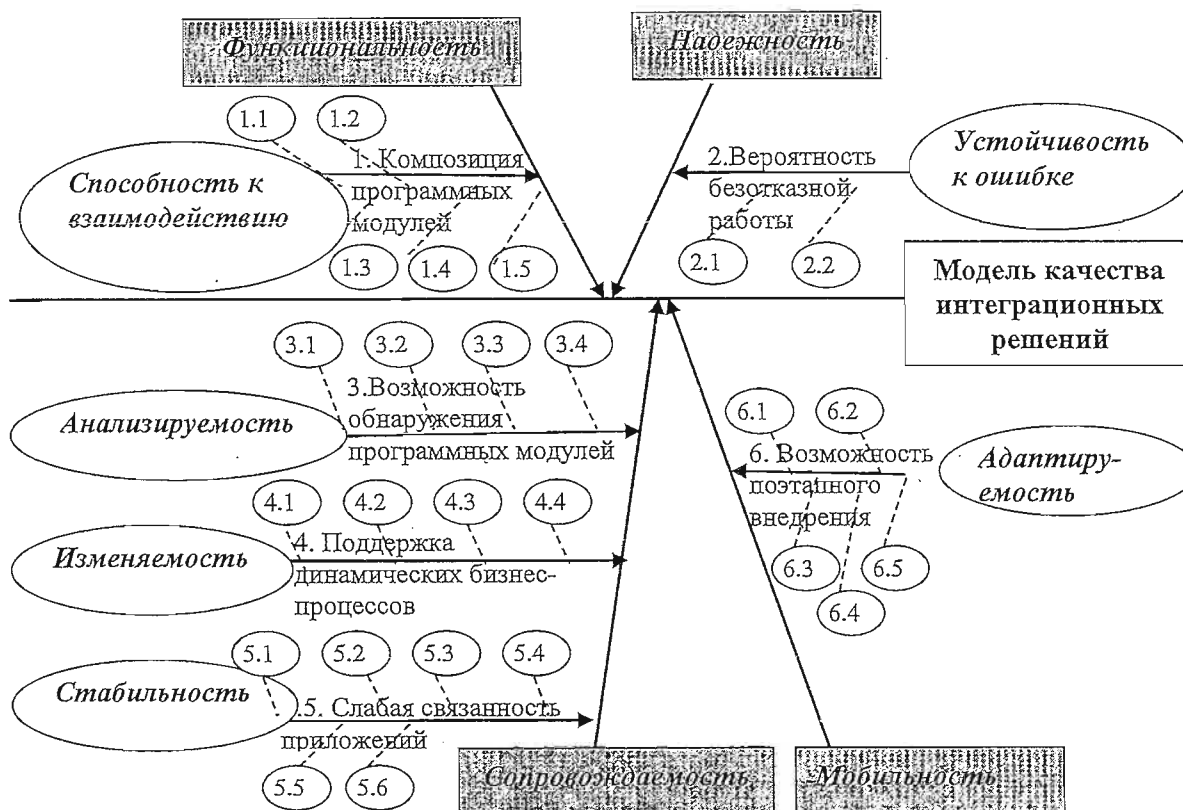 Функциональность
Надежность
1.1
1.2
1. Композиция
программных
модулей
Способность к
взаимодействию
1.3
1.4
1.5
2.Вероятность
безотказной
работы
Устойчивость
к ошибке
2.1
2.2
Модель качества
интеграционных
решений
3.1
3.2
3.3
3.4
3.Возможность
обнаружения
программных модулей
Анализируемость
6.1
6.2
6. Возможность
поэтапного
внедрения
Адаптиру-
емость
6.3
6.4
6.5
4.1
4.2
4.3
4.4
4. Поддержка
динамических бизнес-
процессов
Изменяемость
5.1
5.2
5.3
5.4
.5. Слабая связанность
приложений
Стабильность
5.5
5.6
Сопровождаемость
Мобильность